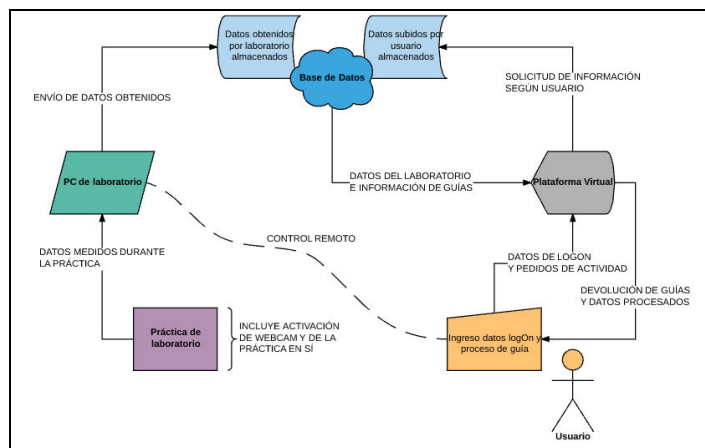 Datos obtenidos
por laboratorio
almacenados
Datos subidos por
usuario
almacenados
Base de Datos
ENVÍO DE DATOS OBTENIDOS
SOLICITUD DE INFORMACIÓN
SEGÚN USUARIO
PC de laboratorio
DATOS DEL LABORATORIO
E INFORMACIÓN DE GUÍAS
Plataforma Virtual
CONTROL REMOTO
DATOS MEDIDOS DURANTE
LA PRÁCTICA
DATOS DE LOGON
Y PEDIDOS DE ACTIVIDAD
DEVOLUCIÓN DE GUÍAS
Y DATOS PROCESADOS
Práctica de
laboratorio
INCLUYE ACTIVACIÓN
DE WEBCAM Y DE LA
PRÁCTICA EN SÍ
Ingreso datos logOn y
proceso de guía
Usuario